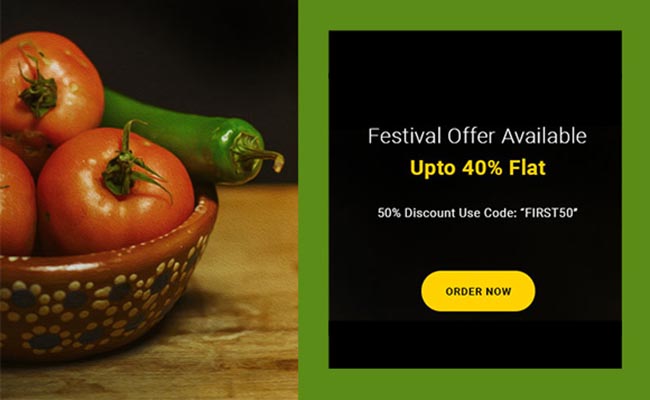 Festival Offer Available
Upto 40% Flat
50% Discount Use Code: “FIRST50”
ORDER NOW